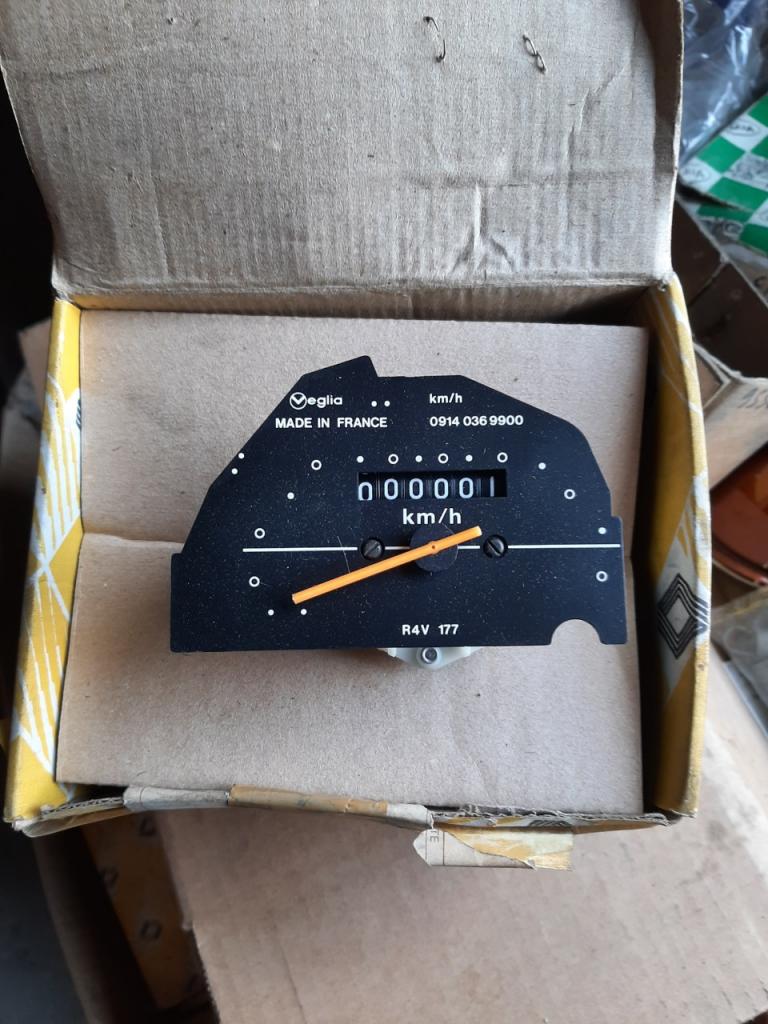 Veglia
km/h
MADE IN FRANCE
0914 036 9900
000001
km/h
R4V 177